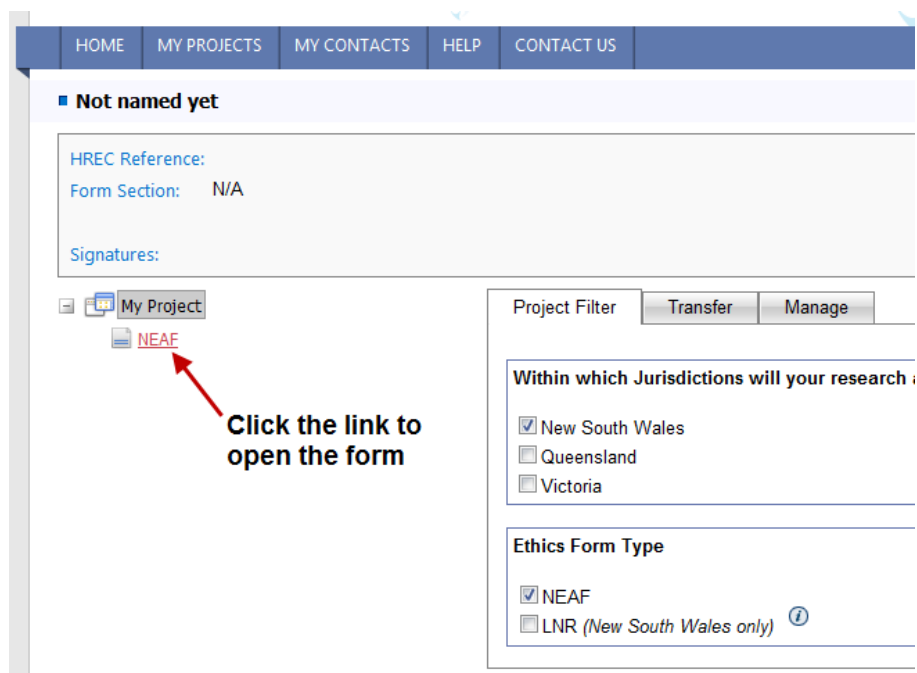 HOME MY PROJECTS MY CONTACTS HELP CONTACT US
Not named yet
HREC Reference:
Form Section: N/A
Signatures:
My Project
NEAF
Click the link to
open the form
Project Filter Transfer Manage
Within which Jurisdictions will your research a
New South Wales
Queensland
Victoria
Ethics Form Type
NEAF
LNR (New South Wales only)